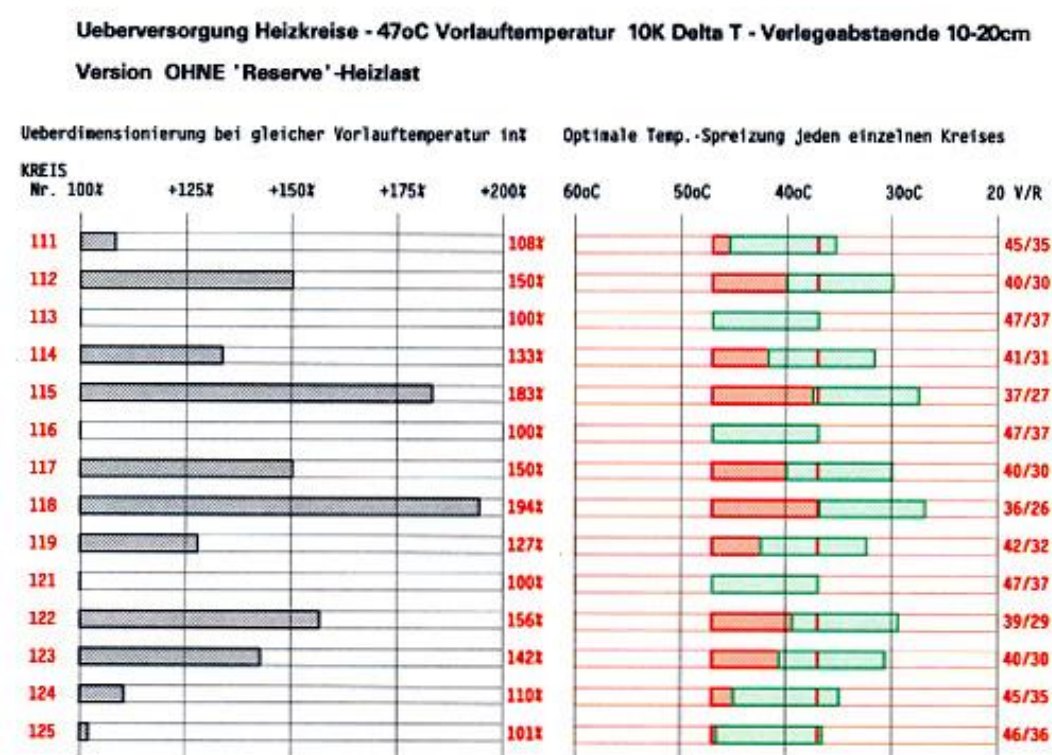 Ueberversorgung Heizkreise - 47oC Vorlauftemperatur 10K Delta T - Verlegeabstaende 10-20cm
Version OHNE 'Reserve'-Heizlast
Ueberdimensionierung bei gleicher Vorlauftemperatur in% Optimale Temp.-Spreizung jeden einzelnen Kreises
KREIS
Nr. 100% +125% +150% +175% +200% 60oC 50oC 40oC 30oC 20 V/R
111 108% 45/35
112 150% 40/30
113 100% 47/37
114 133% 41/31
115 183% 37/27
116 100% 47/37
117 150% 40/30
118 194% 36/26
119 127% 42/32
121 100% 47/37
122 156% 39/29
123 142% 40/30
124 110% 45/35
125 101% 46/36